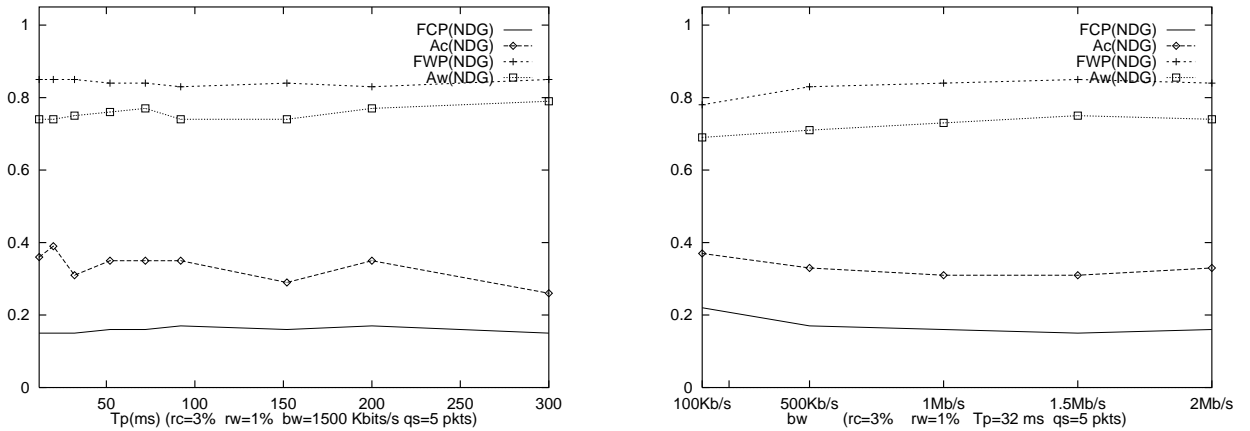 1
0.8
0.6
0.4
0.2
0
FCP(NDG)
Ac(NDG)
FWP(NDG)
Aw(NDG)
50 100 150 200 250 300
Tp(ms) (rc=3% rw=1% bw=1500 Kbits/s qs=5 pkts)
1
0.8
0.6
0.4
0.2
0
FCP(NDG)
Ac(NDG)
FWP(NDG)
Aw(NDG)
100Kb/s 500Kb/s 1Mb/s 1.5Mb/s 2Mb/s
bw (rc=3% rw=1% Tp=32 ms qs=5 pkts)